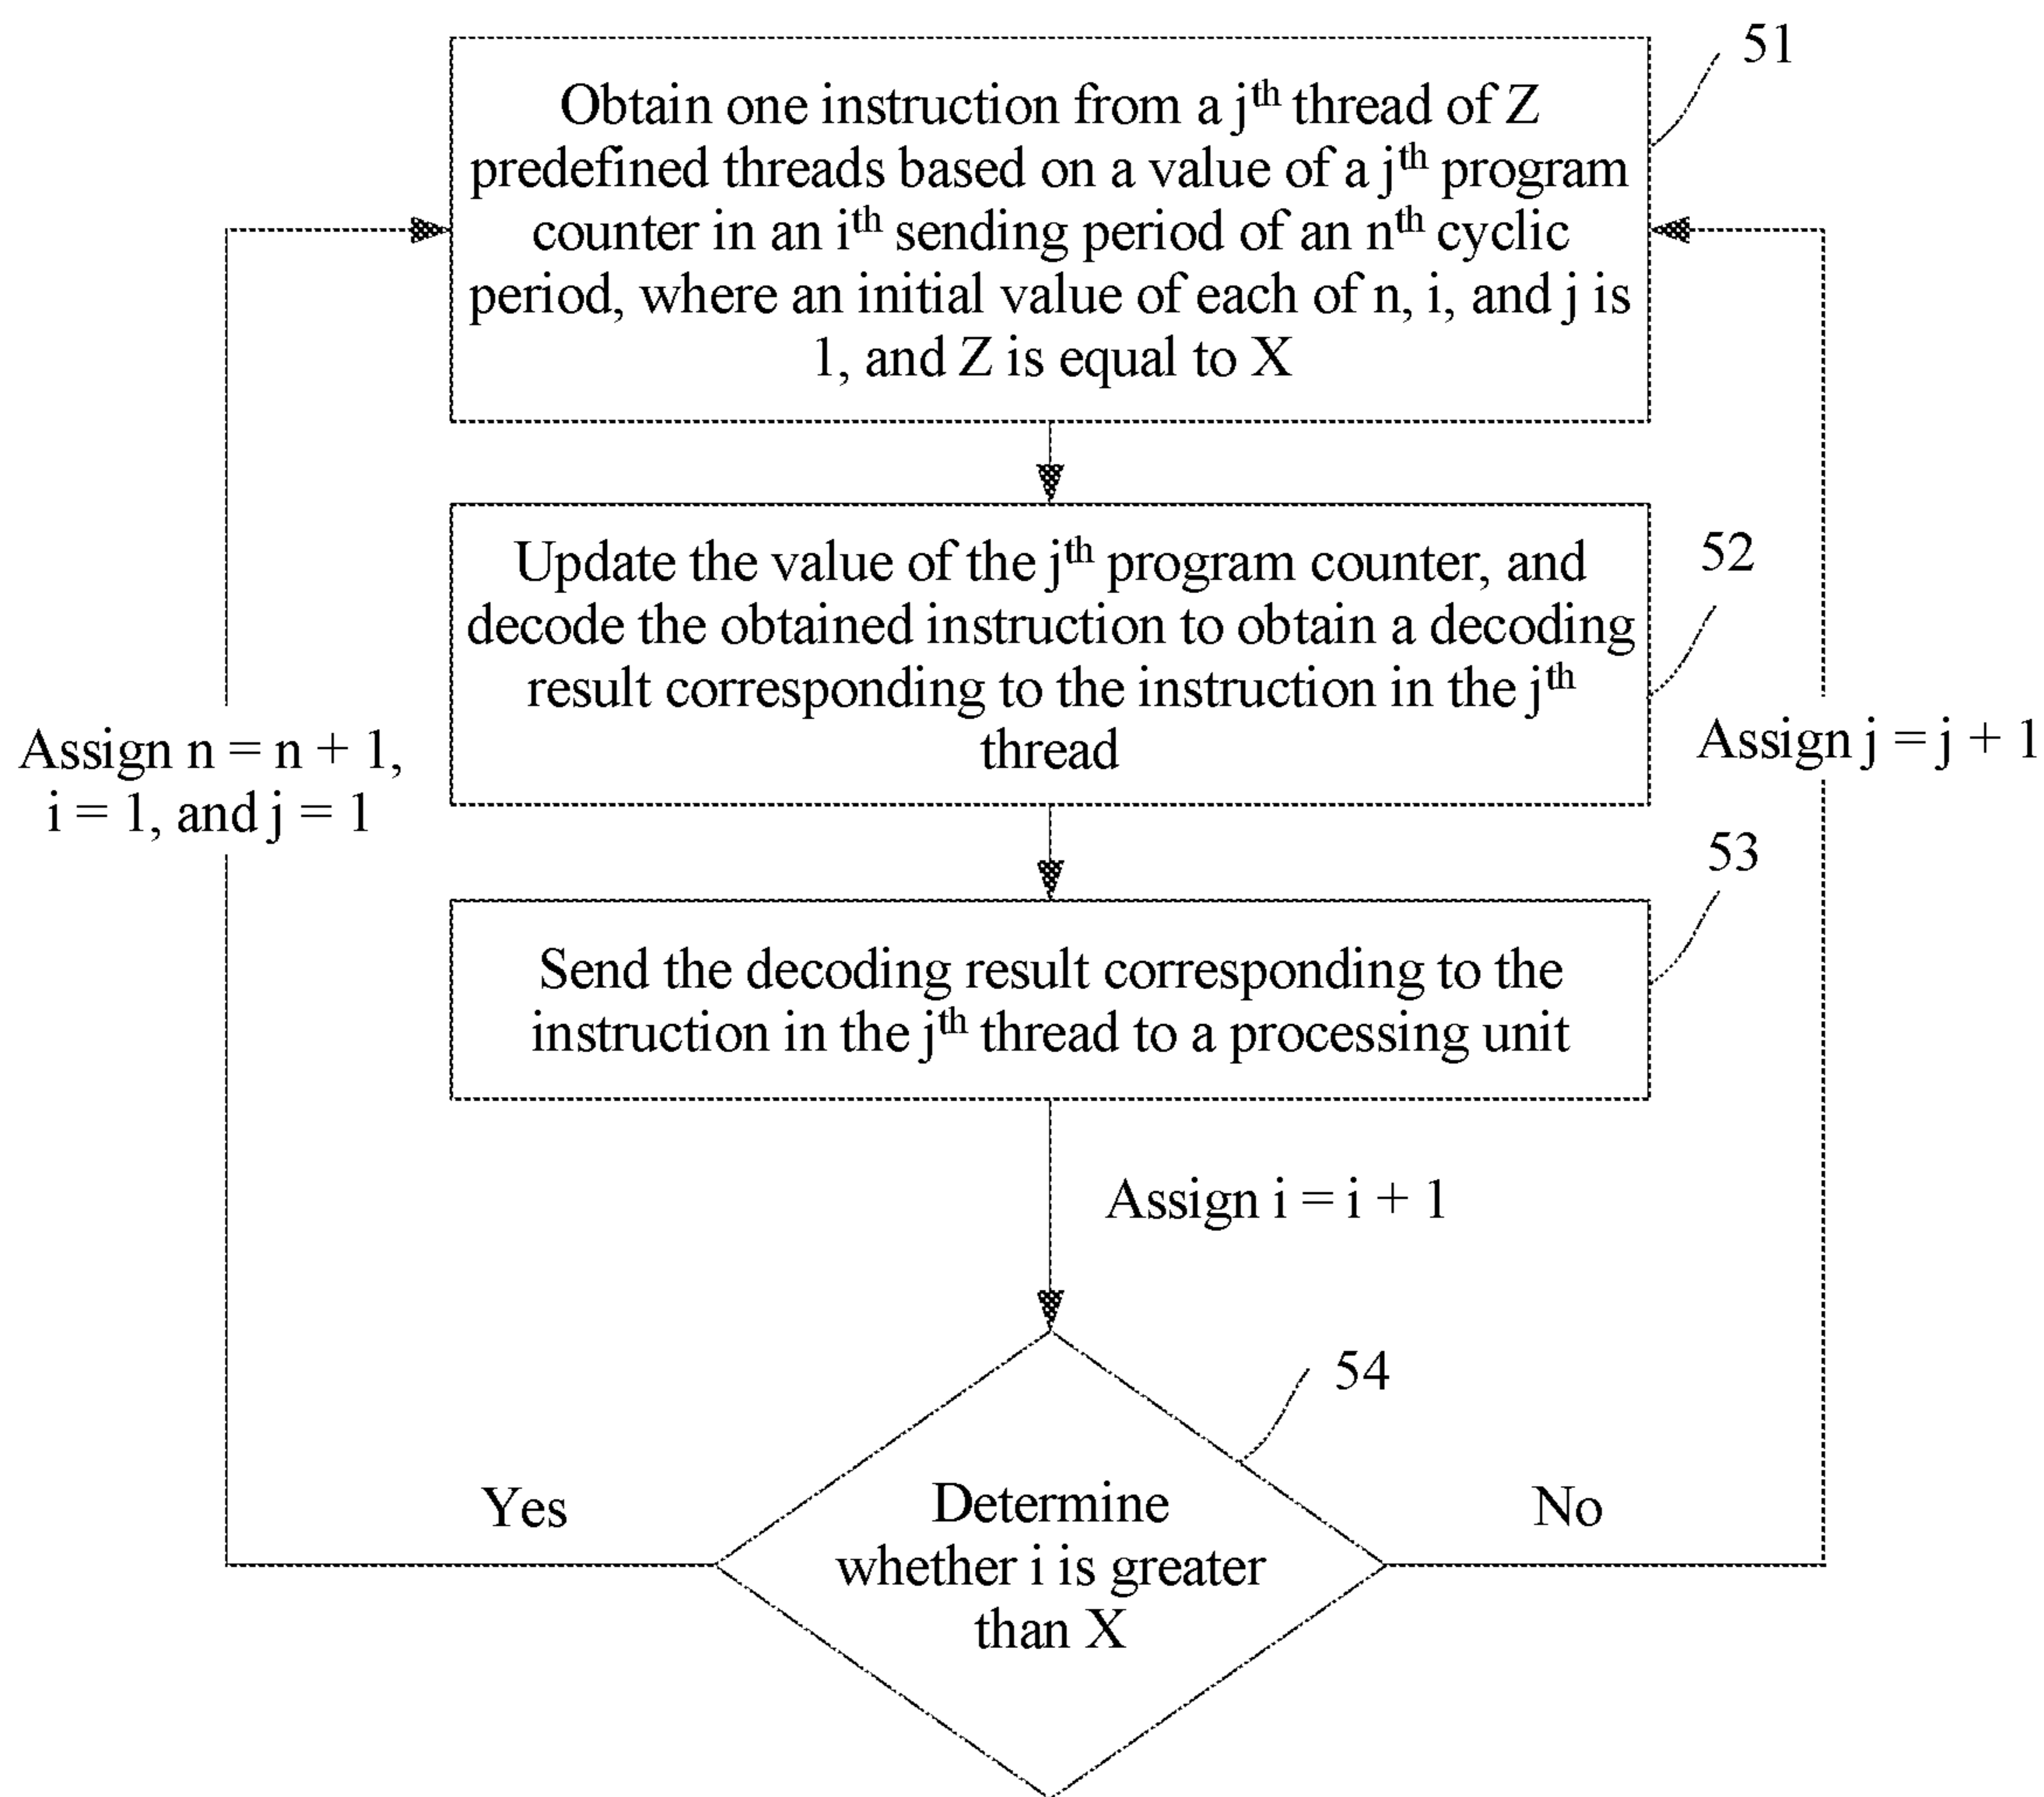 51
Obtain one instruction from a jth thread of Z
predefined threads based on a value of a jth program
counter in an ith sending period of an nth cyclic
period, where an initial value of each of n, i, and j is
1, and Z is equal to X
52
Update the value of the jth program counter, and
decode the obtained instruction to obtain a decoding
result corresponding to the instruction in the jth
thread
Assign n = n + 1,
i = 1, and j = 1
Assign j = j + 1
53
Send the decoding result corresponding to the
instruction in the jth thread to a processing unit
Assign i = i + 1
54
Yes
Determine
whether i is greater
than X
No